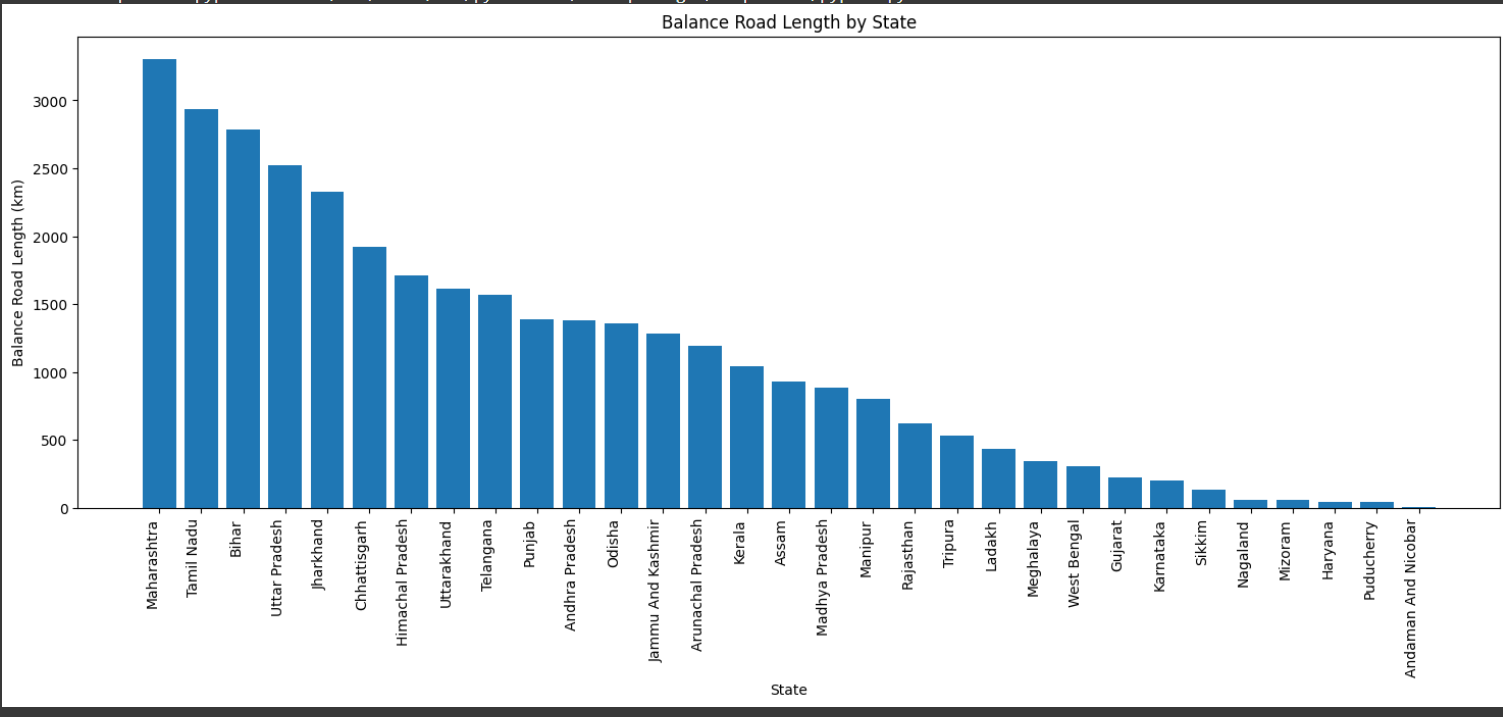 Balance Road Length by State
Balance Road Length (km)
3000
2500
2000
1500
1000
500
0
Maharashtra
Tamil Nadu
Bihar
Uttar Pradesh
Jharkhand
Chhattisgarh
Himachal Pradesh
Uttarakhand
Telangana
Punjab
Andhra Pradesh
Odisha
Jammu And Kashmir
Arunachal Pradesh
Kerala
Assam
Madhya Pradesh
Manipur
Rajasthan
Tripura
Ladakh
Meghalaya
West Bengal
Gujarat
Karnataka
Sikkim
Nagaland
Mizoram
Haryana
Puducherry
Andaman And Nicobar
State